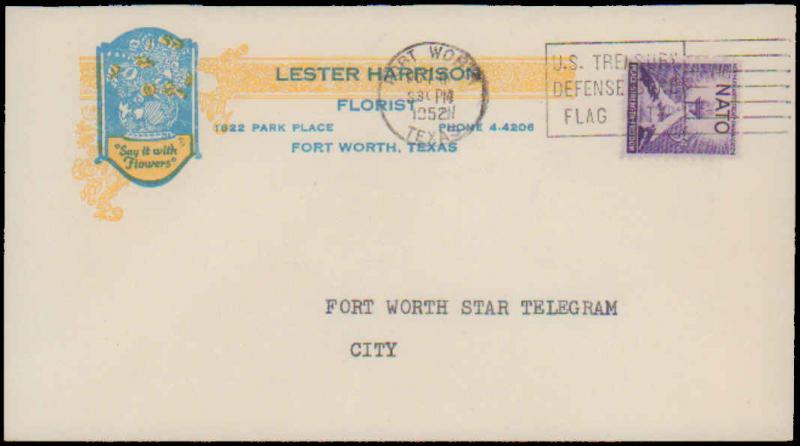 LESTER HARRISON
FLORIST
1822 PARK PLACE PHONE 4-4206
FORT WORTH, TEXAS
"Say it with
Flowers"
FORT WORTH
PM
1952
TEXAS
U.S. TREASURY
DEFENSE
FLAG
NATO
FORT WORTH STAR TELEGRAM
CITY